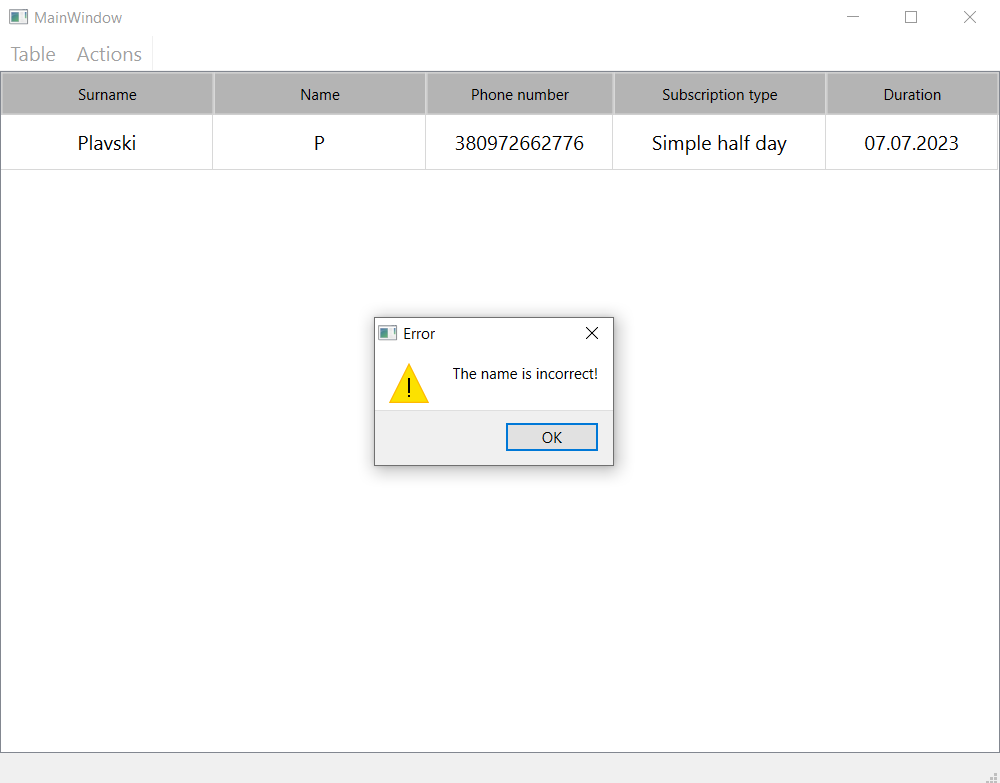 MainWindow
Table Actions
Surname Name Phone number Subscription type Duration
Plavski P 380972662776 Simple half day 07.07.2023
Error
The name is incorrect!
OK